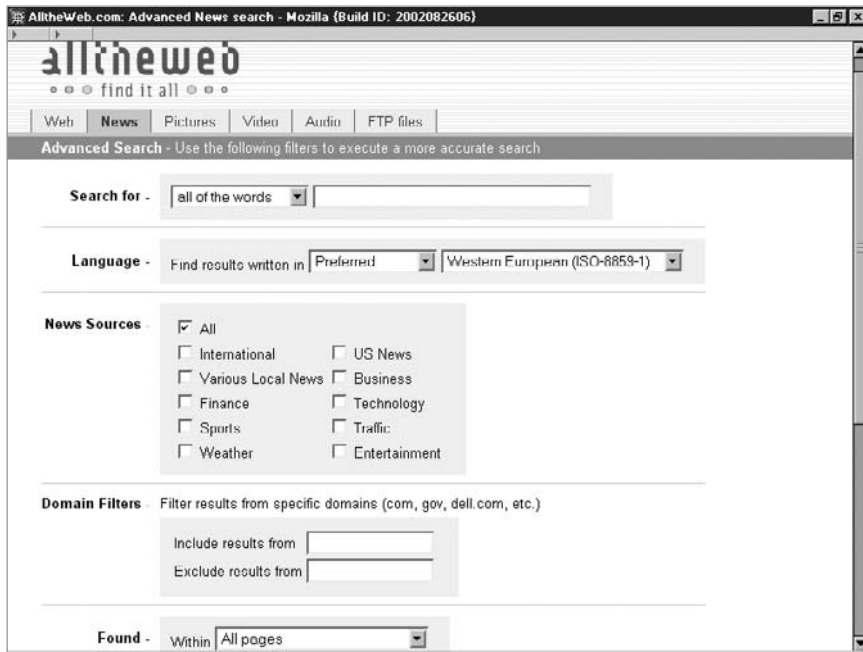 AlltheWeb.com: Advanced News search - Mozilla {Build ID: 2002082606}
alltheweb
find it all
Web News Pictures Video Audio FTP files
Advanced Search - Use the following filters to execute a more accurate search
Search for - all of the words
Language - Find results written in Preferred Western European (ISO-8859-1)
News Sources - All
International US News
Various Local News Business
Finance Technology
Sports Traffic
Weather Entertainment
Domain Filters - Filter results from specific domains (com, gov, dell.com, etc.)
Include results from
Exclude results from
Found - Within All pages